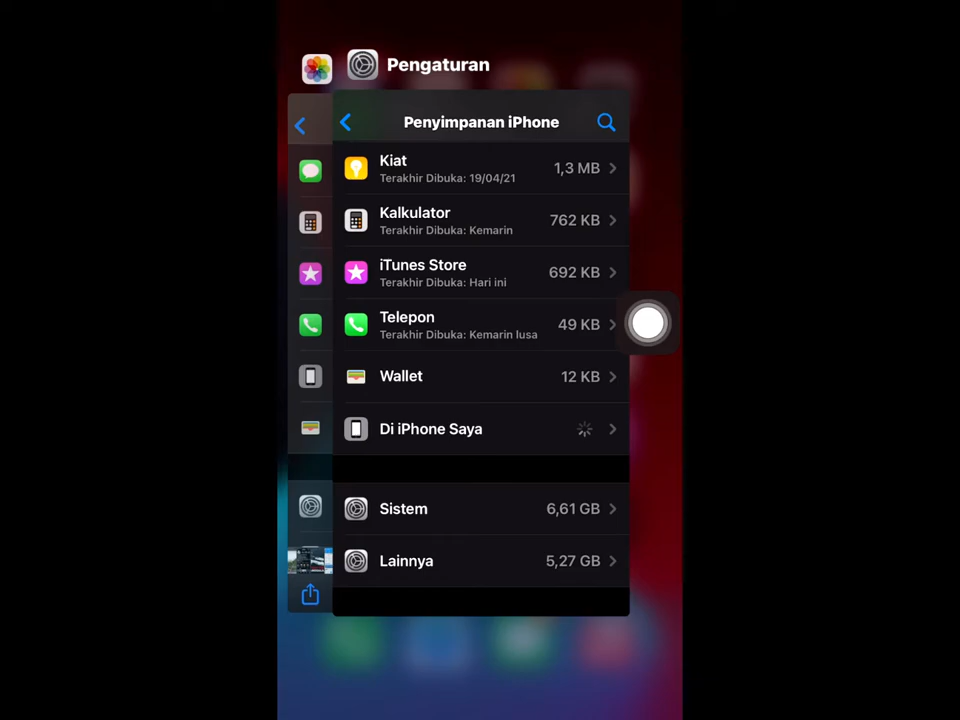 Pengaturan
Penyimpanan iPhone
Kiat
1,3 MB
Terakhir Dibuka: 19/04/21
Kalkulator
762 KB
Terakhir Dibuka: Kemarin
iTunes Store
692 KB
Terakhir Dibuka: Hari ini
Telepon
49 KB
Terakhir Dibuka: Kemarin lusa
Wallet
12 KB
Di iPhone Saya
Sistem
6,61 GB
Lainnya
5,27 GB